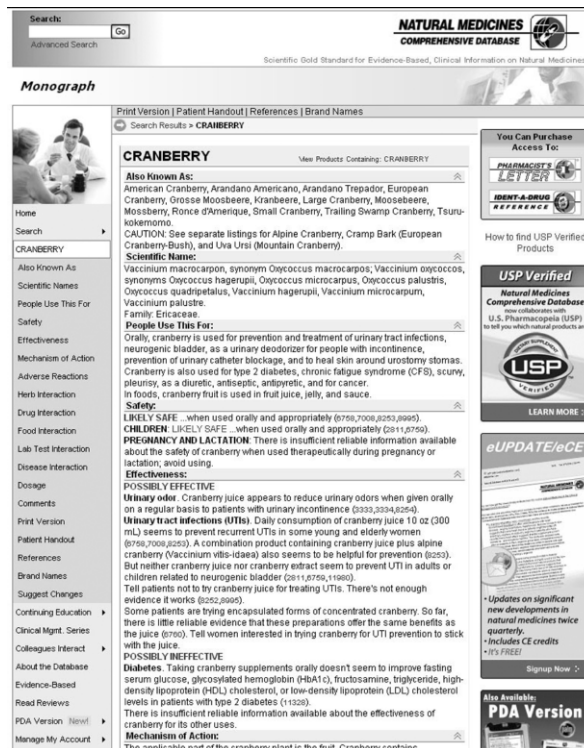 Search:
Go
Advanced Search
NATURAL MEDICINES
COMPREHENSIVE DATABASE
Scientific Gold Standard for Evidence-Based, Clinical Information on Natural Medicines
Monograph
Print Version | Patient Handout | References | Brand Names
Search Results > CRANBERRY
CRANBERRY
View Products Containing: CRANBERRY
Also Known As:
American Cranberry, Arandano Americano, Arandano Trepador, European
Cranberry, Grosse Moosbeere, Kranbeere, Large Cranberry, Moosebeere,
Mossberry, Ronce d'Amerique, Small Cranberry, Trailing Swamp Cranberry, Tsuru-
kokemomo.
CAUTION: See separate listings for Alpine Cranberry, Cramp Bark (European
Cranberry-Bush), and Uva Ursi (Mountain Cranberry).
Scientific Name:
Vaccinium macrocarpon, synonym Oxycoccus macrocarpos; Vaccinium oxycoccos,
synonyms Oxycoccus hagerupii, Oxycoccus microcarpus, Oxycoccus palustris,
Oxycoccus quadripetalus, Vaccinium hagerupii, Vaccinium microcarpum,
Vaccinium palustre.
Family: Ericaceae.
People Use This For:
Orally, cranberry is used for prevention and treatment of urinary tract infections,
neurogenic bladder, as a urinary deodorizer for people with incontinence,
prevention of urinary catheter blockage, and to heal skin around urostomy stomas.
Cranberry is also used for type 2 diabetes, chronic fatigue syndrome (CFS), scurvy,
pleurisy, as a diuretic, antiseptic, antipyretic, and for cancer.
In foods, cranberry fruit is used in fruit juice, jelly, and sauce.
Safety:
LIKELY SAFE ...when used orally and appropriately (6758,7008,8253,8995).
CHILDREN: LIKELY SAFE ...when used orally and appropriately (2811,6759).
PREGNANCY AND LACTATION: There is insufficient reliable information available
about the safety of cranberry when used therapeutically during pregnancy or
lactation; avoid using.
Effectiveness:
POSSIBLY EFFECTIVE
Urinary odor. Cranberry juice appears to reduce urinary odors when given orally
on a regular basis to patients with urinary incontinence (3333,3334,8254).
Urinary tract infections (UTIs). Daily consumption of cranberry juice 10 oz (300
mL) seems to prevent recurrent UTIs in some young and elderly women
(6758,7008,8253). A combination product containing cranberry juice plus alpine
cranberry (Vaccinium vitis-idaea) also seems to be helpful for prevention (8253).
But neither cranberry juice nor cranberry extract seem to prevent UTI in adults or
children related to neurogenic bladder (2811,6759,11980).
Tell patients not to try cranberry juice for treating UTIs. There's not enough
evidence it works (8252,8995).
Some patients are trying encapsulated forms of concentrated cranberry. So far,
there is little reliable evidence that these preparations offer the same benefits as
the juice (6760). Tell women interested in trying cranberry for UTI prevention to stick
with the juice.
POSSIBLY INEFFECTIVE
Diabetes. Taking cranberry supplements orally doesn't seem to improve fasting
serum glucose, glycosylated hemoglobin (HbA1c), fructosamine, triglyceride, high-
density lipoprotein (HDL) cholesterol, or low-density lipoprotein (LDL) cholesterol
levels in patients with type 2 diabetes (11328).
There is insufficient reliable information available about the effectiveness of
cranberry for its other uses.
Mechanism of Action:
The applicable part of the cranberry plant is the fruit. Cranberry contains
Home
Search
CRANBERRY
Also Known As
Scientific Names
People Use This For
Safety
Effectiveness
Mechanism of Action
Adverse Reactions
Herb Interaction
Drug Interaction
Food Interaction
Lab Test Interaction
Disease Interaction
Dosage
Comments
Print Version
Patient Handout
References
Brand Names
Suggest Changes
Continuing Education
Clinical Mgmt. Series
Colleagues Interact
About the Database
Evidence-Based
Read Reviews
PDA Version New!
Manage My Account
You Can Purchase
Access To:
PHARMACIST'S
LETTER
IDENT-A-DRUG
REFERENCE
How to find USP Verified
Products
USP Verified
Natural Medicines
Comprehensive Database
now collaborates with
U.S. Pharmacopeia (USP)
to tell you which natural products are
DIETARY SUPPLEMENT
USP
VERIFIED
LEARN MORE
eUPDATE/eCE
• Updates on significant
new developments in
natural medicines twice
quarterly.
• Includes CE credits
• It's FREE!
Signup Now
Also Available:
PDA Version